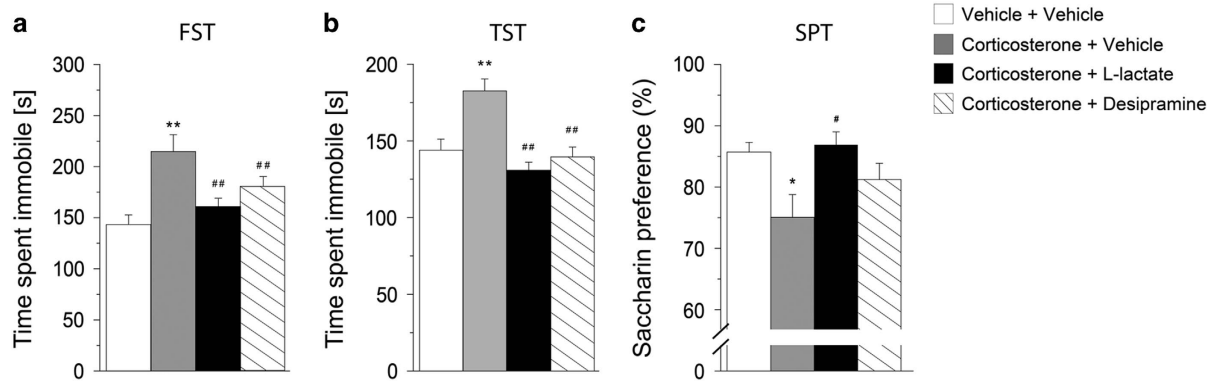 a
FST
Time spent immobile [s]
300
250
200
150
100
50
0
**
##
##
b
TST
Time spent immobile [s]
200
150
100
50
0
**
##
##
c
SPT
Saccharin preference (%)
100
90
80
70
60
0
*
#
Vehicle + Vehicle
Corticosterone + Vehicle
Corticosterone + L-lactate
Corticosterone + Desipramine